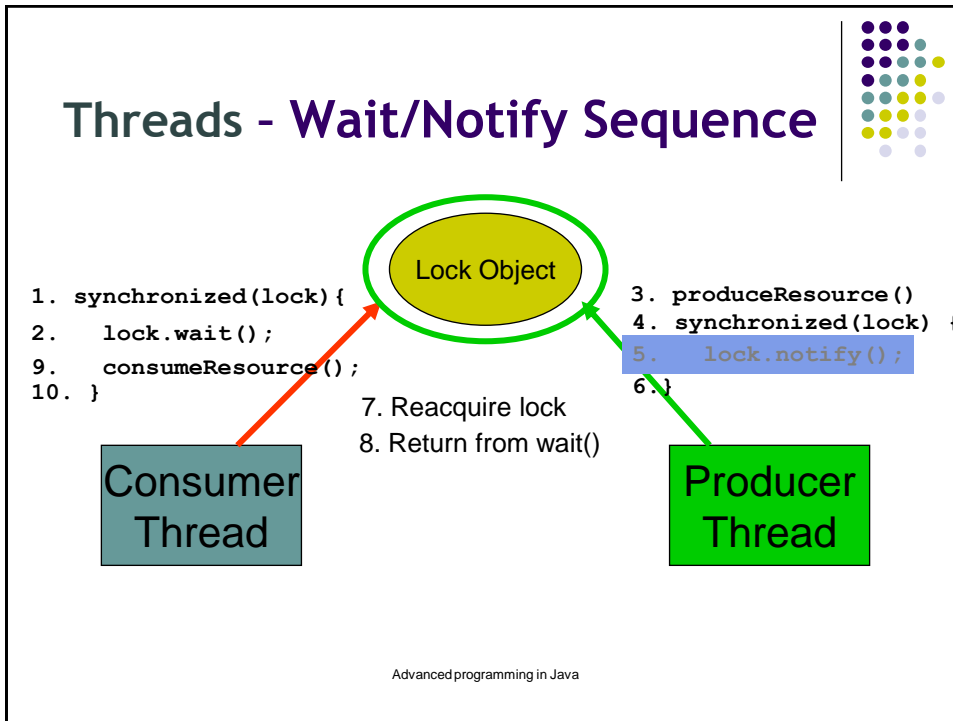 Threads - Wait/Notify Sequence
Lock Object
1. synchronized(lock){
2.   lock.wait();
9.   consumeResource();
10. }
3. produceResource()
4. synchronized(lock) {
5.   lock.notify();
6.}
7. Reacquire lock
8. Return from wait()
Consumer
Thread
Producer
Thread
Advanced programming in Java